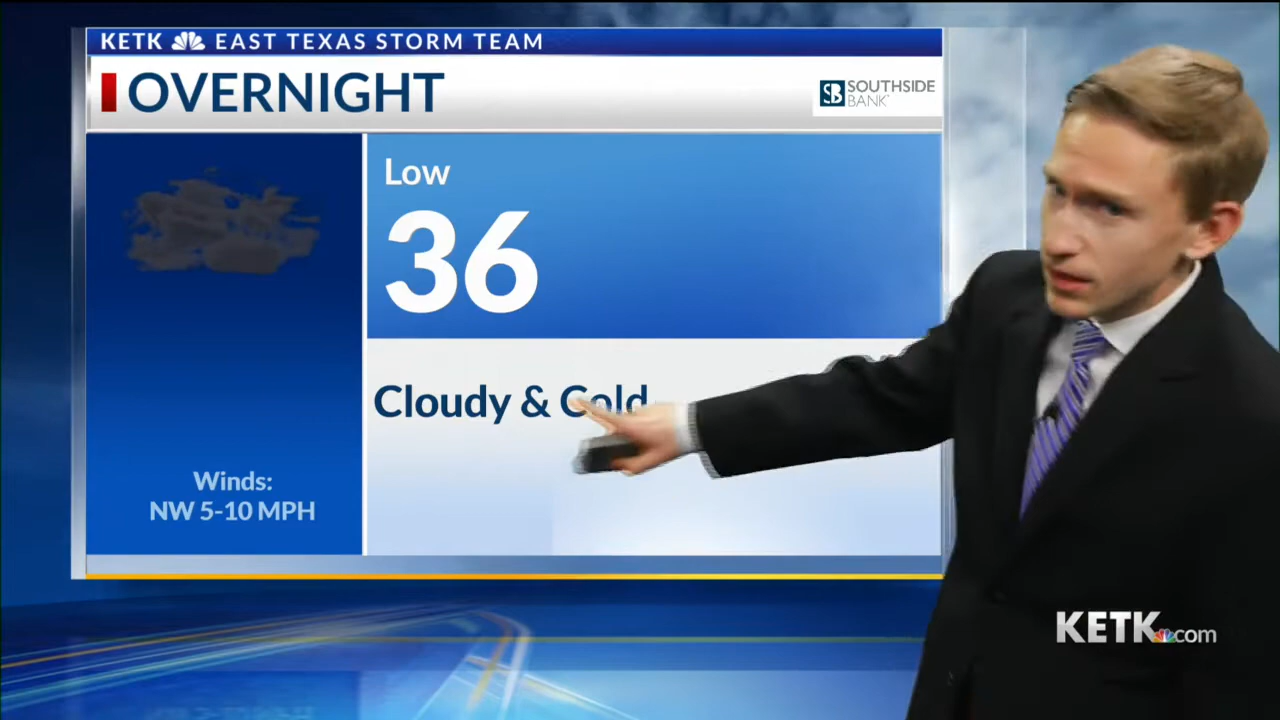 KETK EAST TEXAS STORM TEAM
OVERNIGHT
SB SOUTHSIDE
BANK
Low
36
Cloudy & Cold
Winds:
NW 5-10 MPH
KETK.com